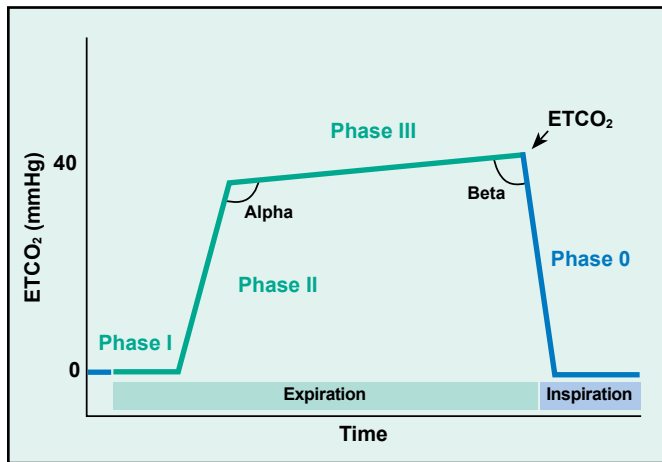 ETCO₂
Phase III
40
Beta
Alpha
ETCO₂ (mmHg)
Phase 0
Phase II
Phase I
0
Expiration
Inspiration
Time